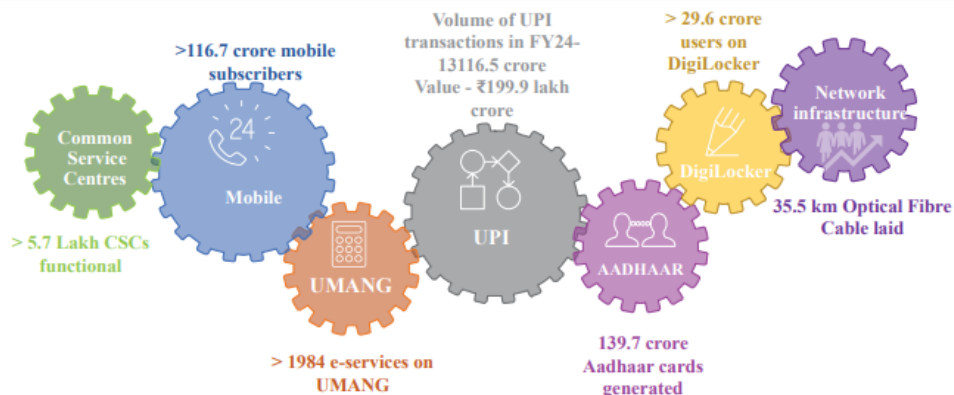 Common
Service
Centres
> 5.7 Lakh CSCs
functional
>116.7 crore mobile
subscribers
24
Mobile
UMANG
> 1984 e-services on
UMANG
Volume of UPI
transactions in FY24-
13116.5 crore
Value - ₹199.9 lakh
crore
UPI
AADHAAR
139.7 crore
Aadhaar cards
generated
> 29.6 crore
users on
DigiLocker
DigiLocker
Network
infrastructure
35.5 km Optical Fibre
Cable laid